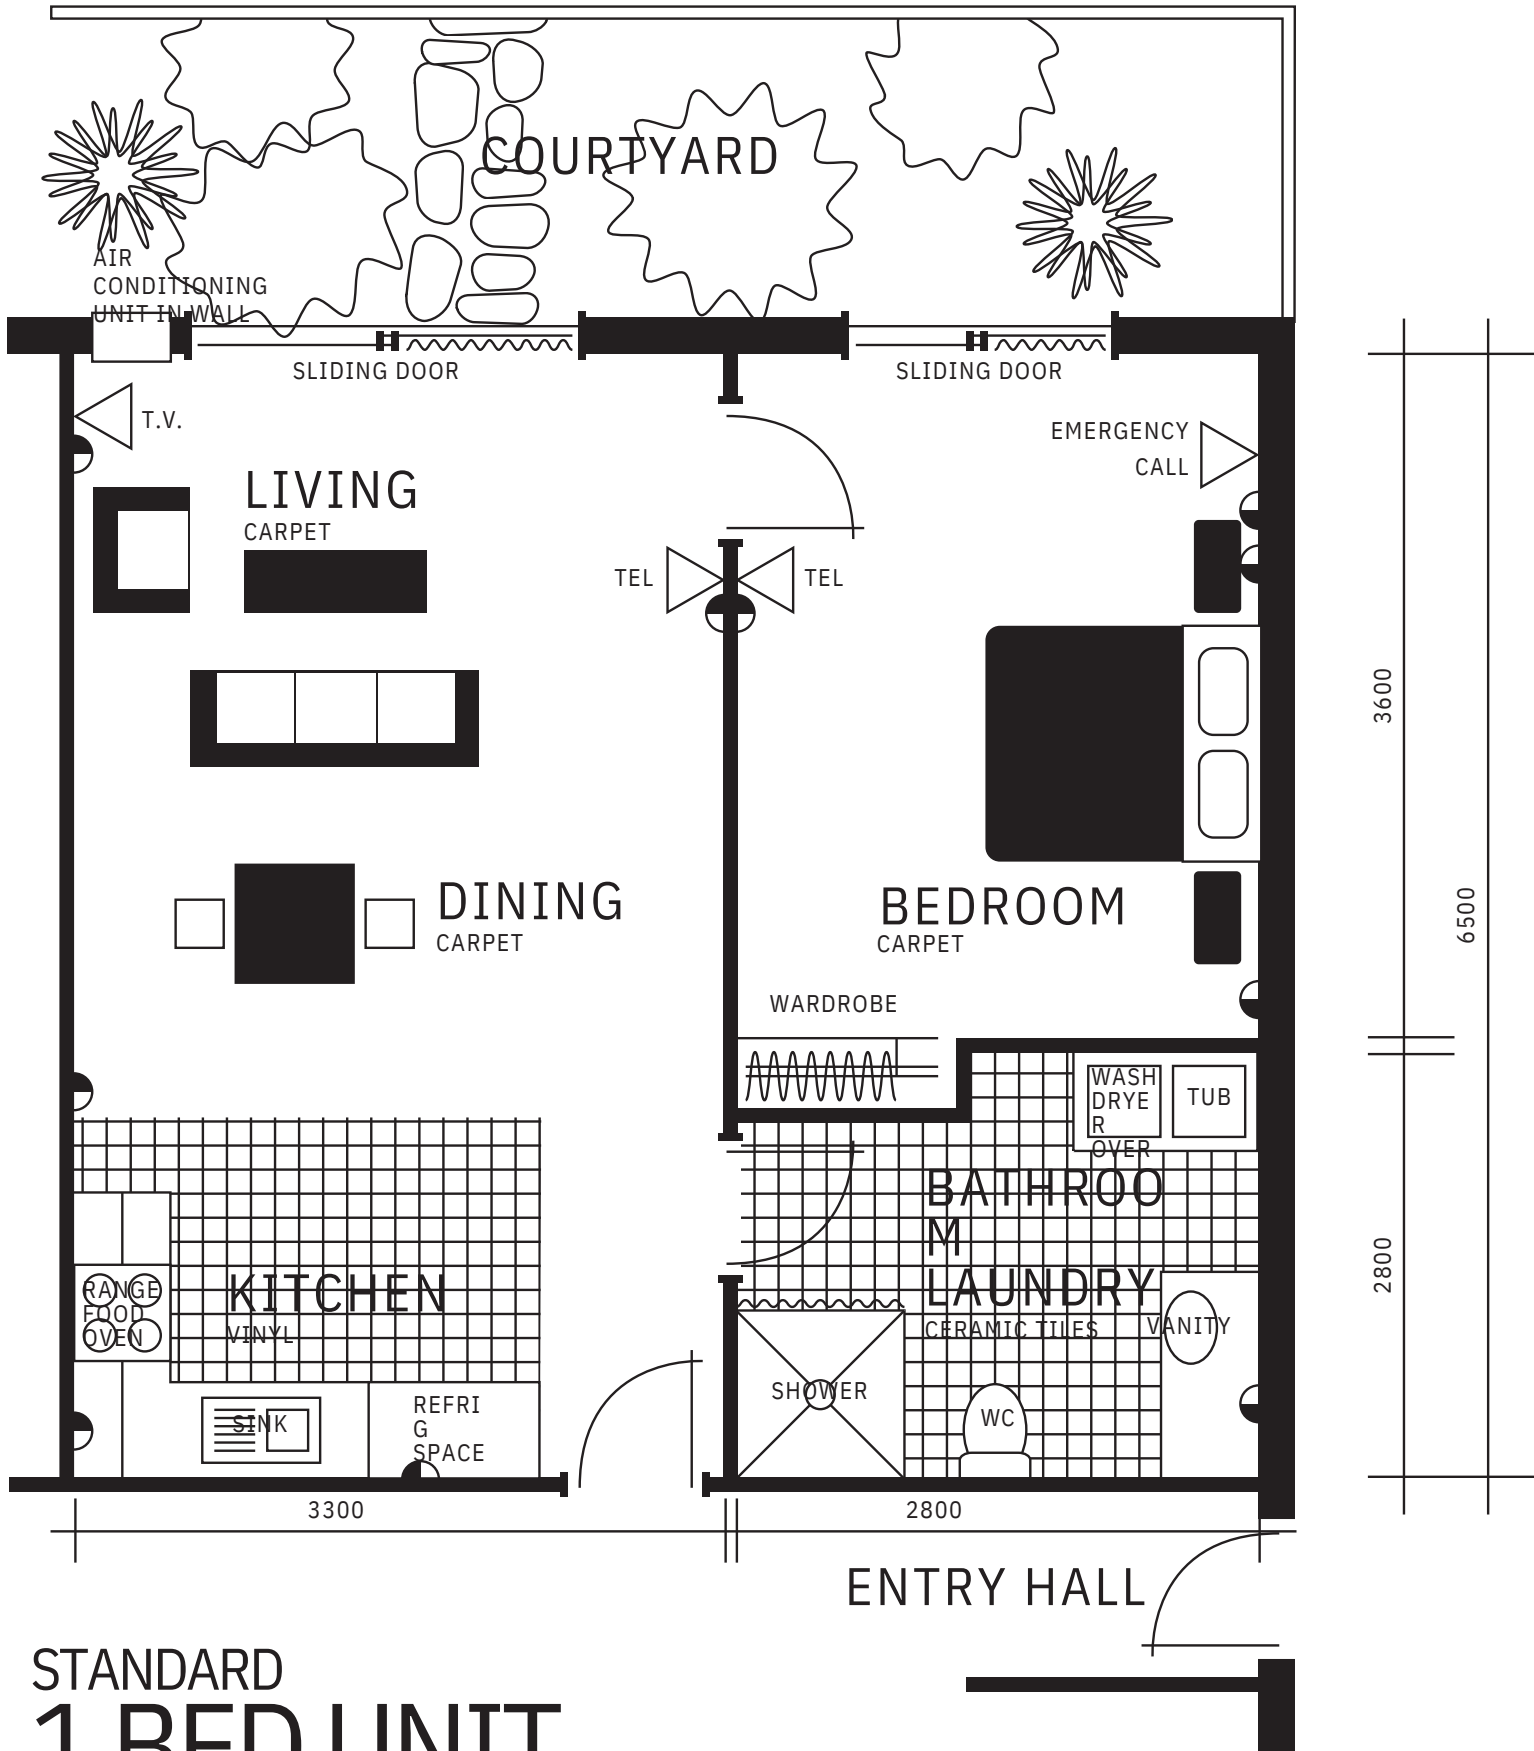 COURTYARD
AIR
CONDITIONING
UNIT IN WALL
SLIDING DOOR
SLIDING DOOR
T.V.
EMERGENCY
CALL
LIVING
CARPET
TEL
TEL
3600
DINING
CARPET
BEDROOM
CARPET
6500
WARDROBE
WASH
DRYE
R
OVER
TUB
BATHROO
M
LAUNDRY
CERAMIC TILES
2800
RANGE
FOOD
OVEN
KITCHEN
VINYL
VANITY
SHOWER
WC
SINK
REFRI
G
SPACE
3300
2800
ENTRY HALL
STANDARD
1 BED UNIT